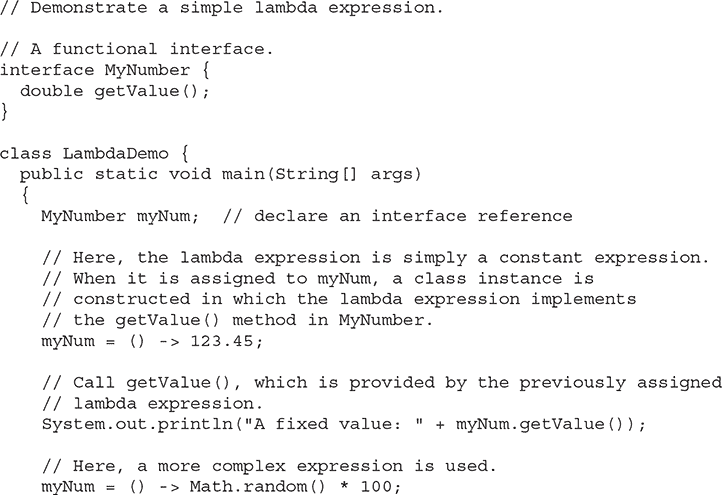 // Demonstrate a simple lambda expression.

// A functional interface.
interface MyNumber {
  double getValue();
}

class LambdaDemo {
  public static void main(String[] args)
  {
    MyNumber myNum;  // declare an interface reference

    // Here, the lambda expression is simply a constant expression.
    // When it is assigned to myNum, a class instance is
    // constructed in which the lambda expression implements
    // the getValue() method in MyNumber.
    myNum = () -> 123.45;

    // Call getValue(), which is provided by the previously assigned
    // lambda expression.
    System.out.println("A fixed value: " + myNum.getValue());

    // Here, a more complex expression is used.
    myNum = () -> Math.random() * 100;